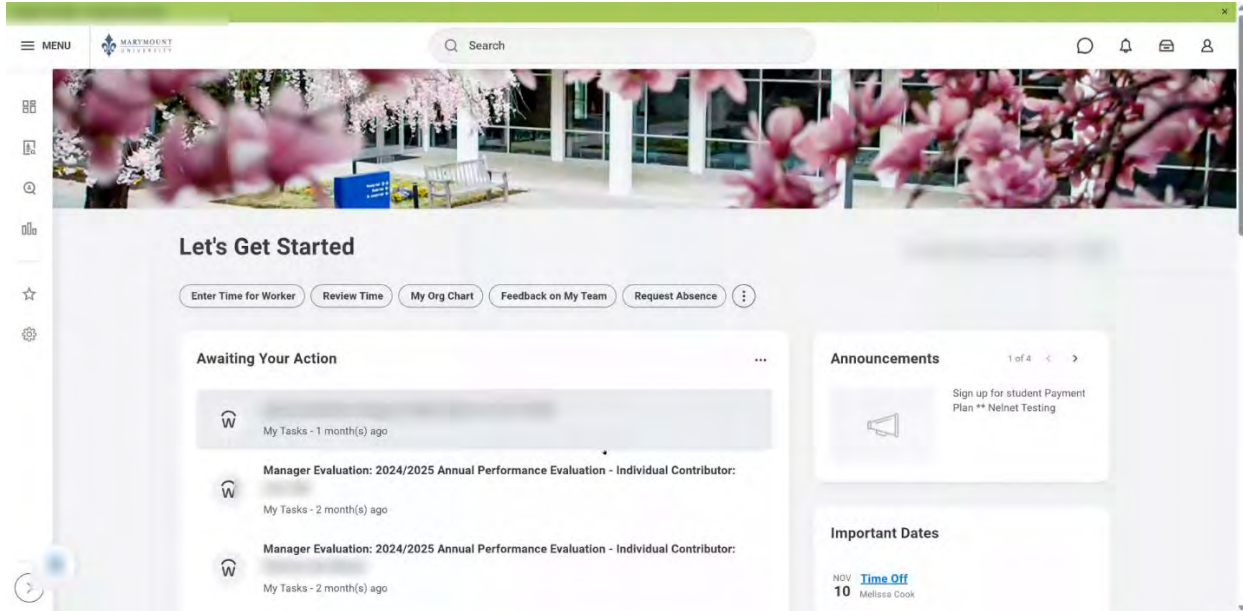 MENU
MARYMOUNT
UNIVERSITY
Search
Let's Get Started
Enter Time for Worker
Review Time
My Org Chart
Feedback on My Team
Request Absence
Awaiting Your Action
My Tasks - 1 month(s) ago
Manager Evaluation: 2024/2025 Annual Performance Evaluation - Individual Contributor:
My Tasks - 2 month(s) ago
Manager Evaluation: 2024/2025 Annual Performance Evaluation - Individual Contributor:
My Tasks - 2 month(s) ago
Announcements
1 of 4
Sign up for student Payment
Plan ** Nelnet Testing
Important Dates
NOV
10
Time Off
Melissa Cook